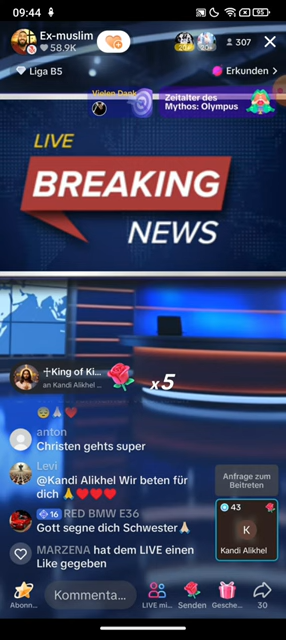 09:44
95
Ex-muslim
58.9K
307
Liga B5
Erkunden >
Vielen Dank
Zeitalter des
Mythos: Olympus
LIVE
BREAKING
NEWS
♱King of Ki...
an Kandi Alikhel ...
x5
😢🙏❤️
anton
Christen gehts super
Levi
@Kandi Alikhel Wir beten für
dich 🙏❤️❤️❤️
16 RED BMW E36
Gott segne dich Schwester🙏🏼
MARZENA hat dem LIVE einen
Like gegeben
Anfrage zum
Beitreten
43
K
Kandi Alikhel
Abonn...
Kommenta...
LIVE mi...
Senden
Gesche...
30